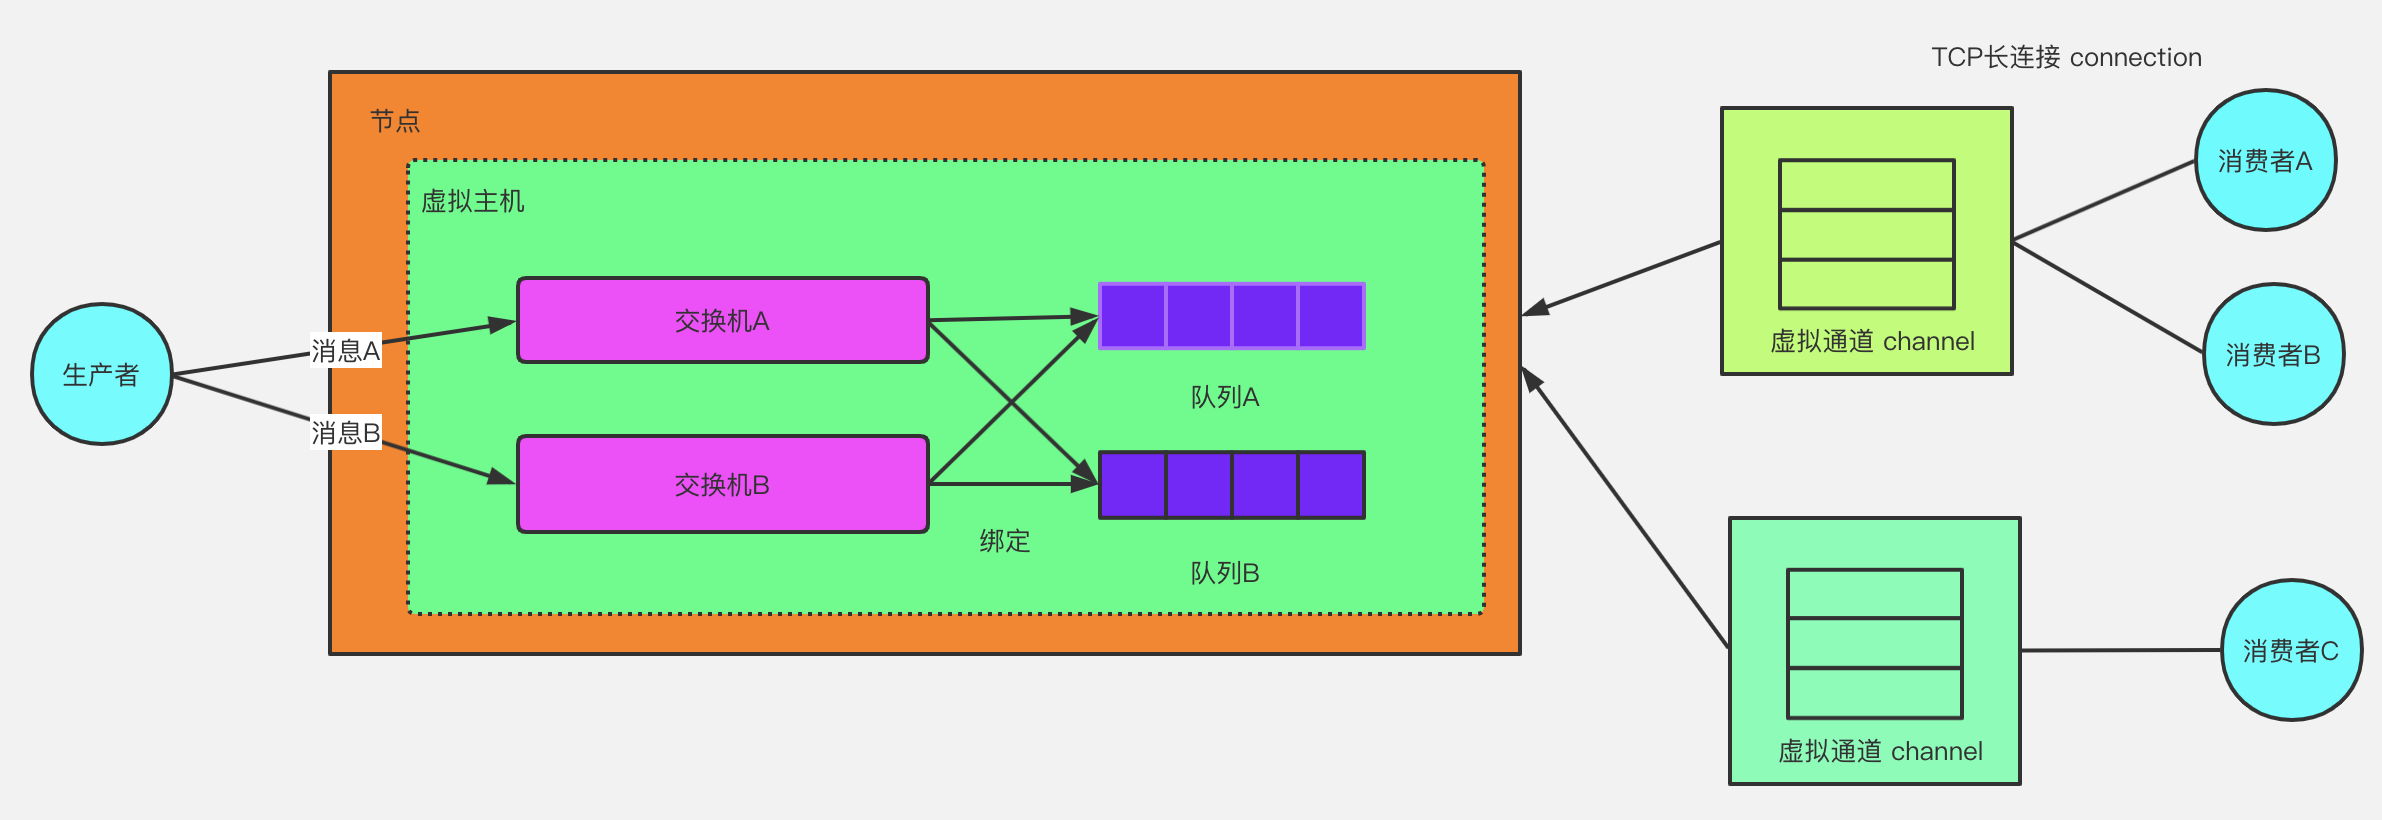 TCP长连接 connection
节点
虚拟主机
生产者
消息A
消息B
交换机A
交换机B
绑定
队列A
队列B
虚拟通道 channel
虚拟通道 channel
消费者A
消费者B
消费者C